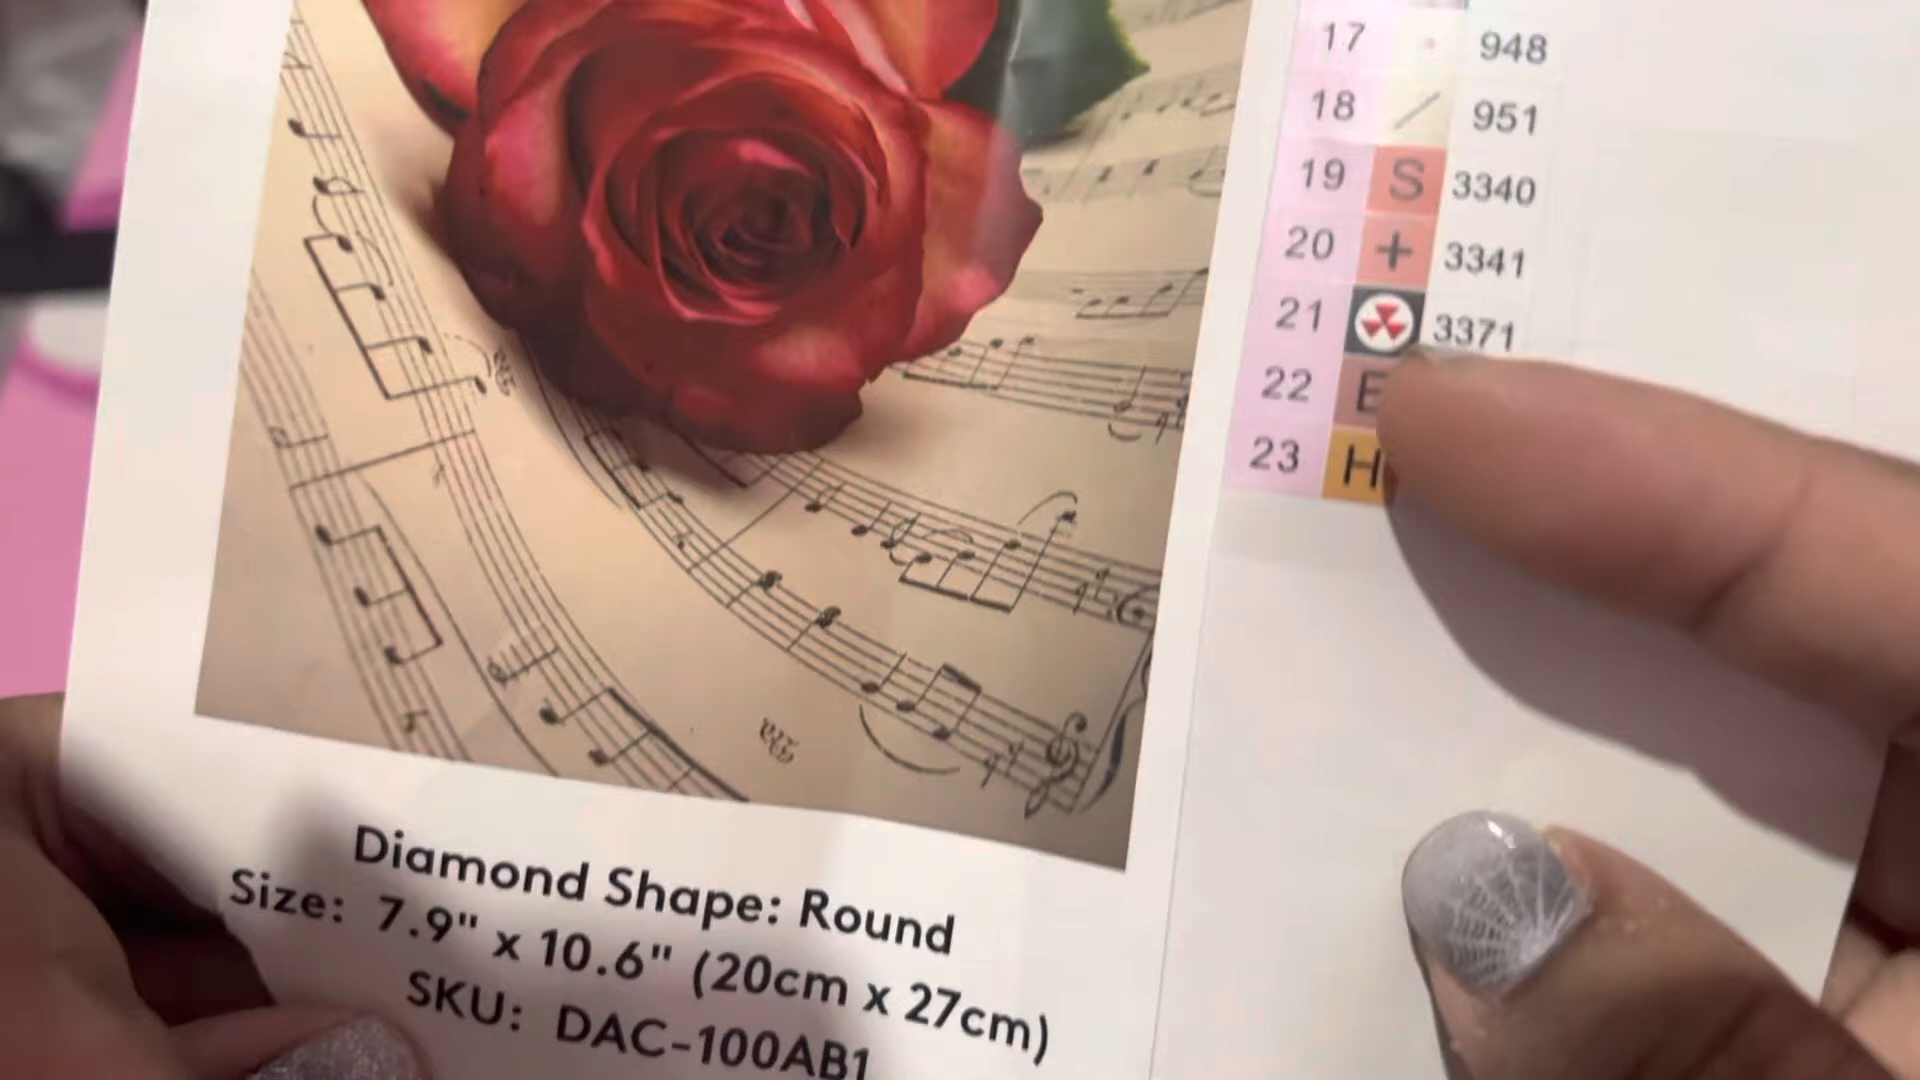 17 948
18 / 951
19 S 3340
20 + 3341
21 3371
22 E
23 H
Diamond Shape: Round
Size: 7.9" x 10.6" (20cm x 27cm)
SKU: DAC-100AB1